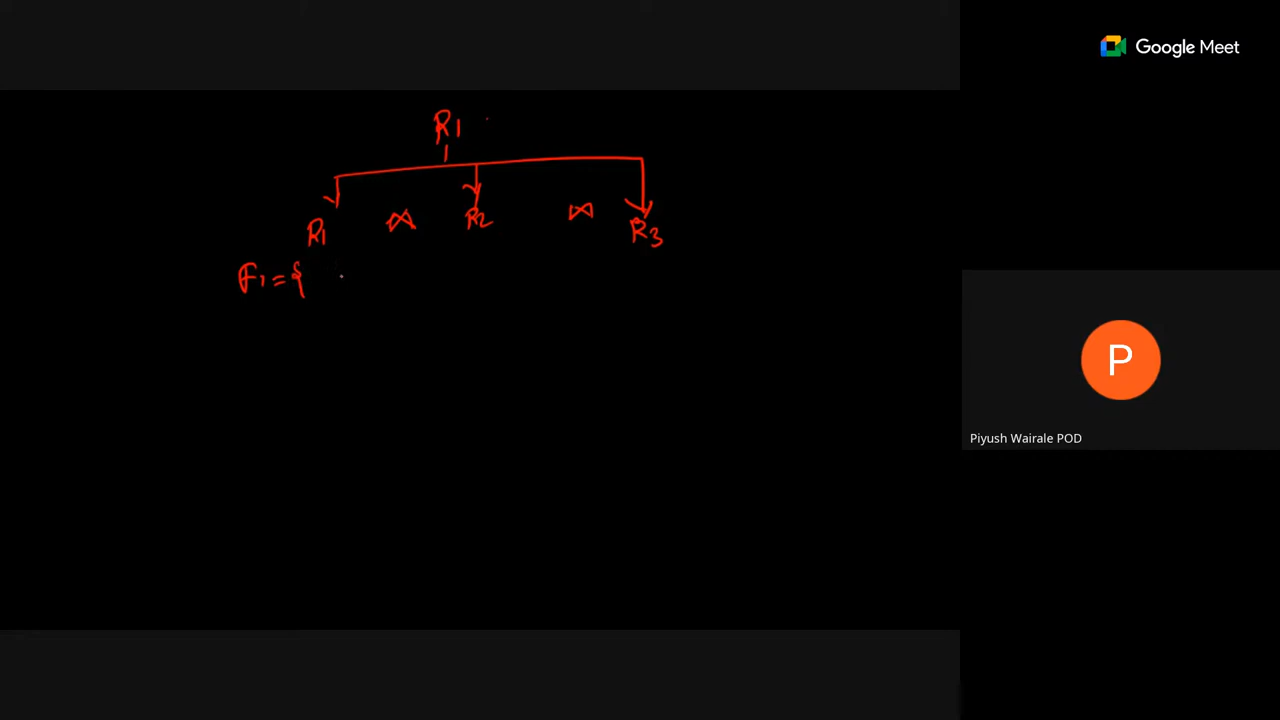 Google Meet
R1
R1 ⋈ R2 ⋈ R3
F1 = {
P
Piyush Wairale POD